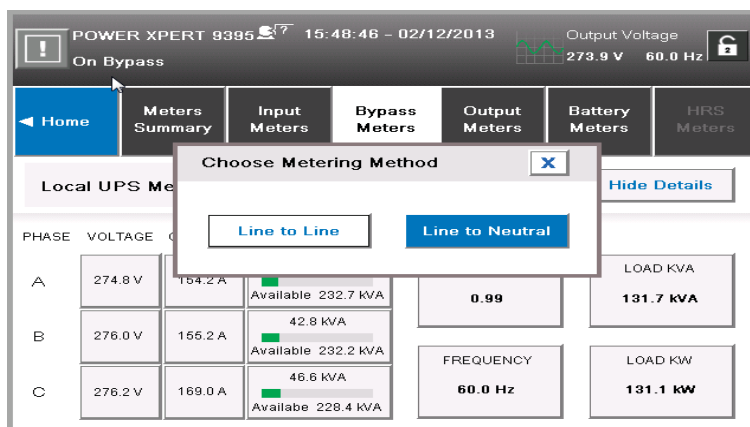 POWER XPERT 9395 ? 15:48:46 - 02/12/2013
Output Voltage
! On Bypass
273.9 V 60.0 Hz 2
Home
Meters Summary
Input Meters
Bypass Meters
Output Meters
Battery Meters
HRS Meters
Choose Metering Method X
Local UPS Me
Hide Details
Line to Line
Line to Neutral
PHASE VOLTAGE
A 274.8 V 154.2 A
Available 232.7 kVA
0.99
LOAD KVA
131.7 kVA
B 276.0 V 155.2 A
42.8 kVA
Available 232.2 kVA
FREQUENCY
60.0 Hz
LOAD KW
131.1 kW
C 276.2 V 169.0 A
46.6 kVA
Availabe 228.4 kVA